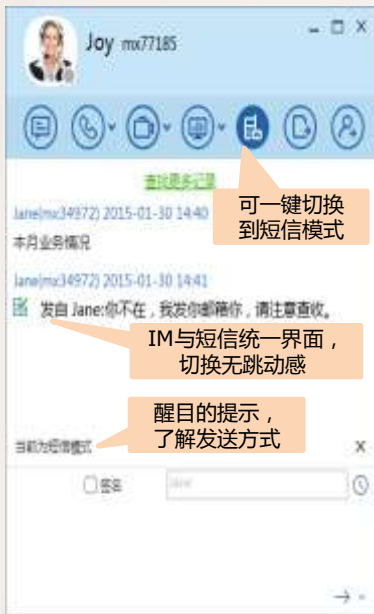 Joy mx77185
查找更多记录
Jane(mx34972) 2015-01-30 14:40
本月业务情况
可一键切换
到短信模式
Jane(mx34972) 2015-01-30 14:41
发自 Jane:你不在，我发你邮箱你，请注意查收。
IM与短信统一界面，
切换无跳动感
醒目的提示，
了解发送方式
当前为短信模式
签名
Jane